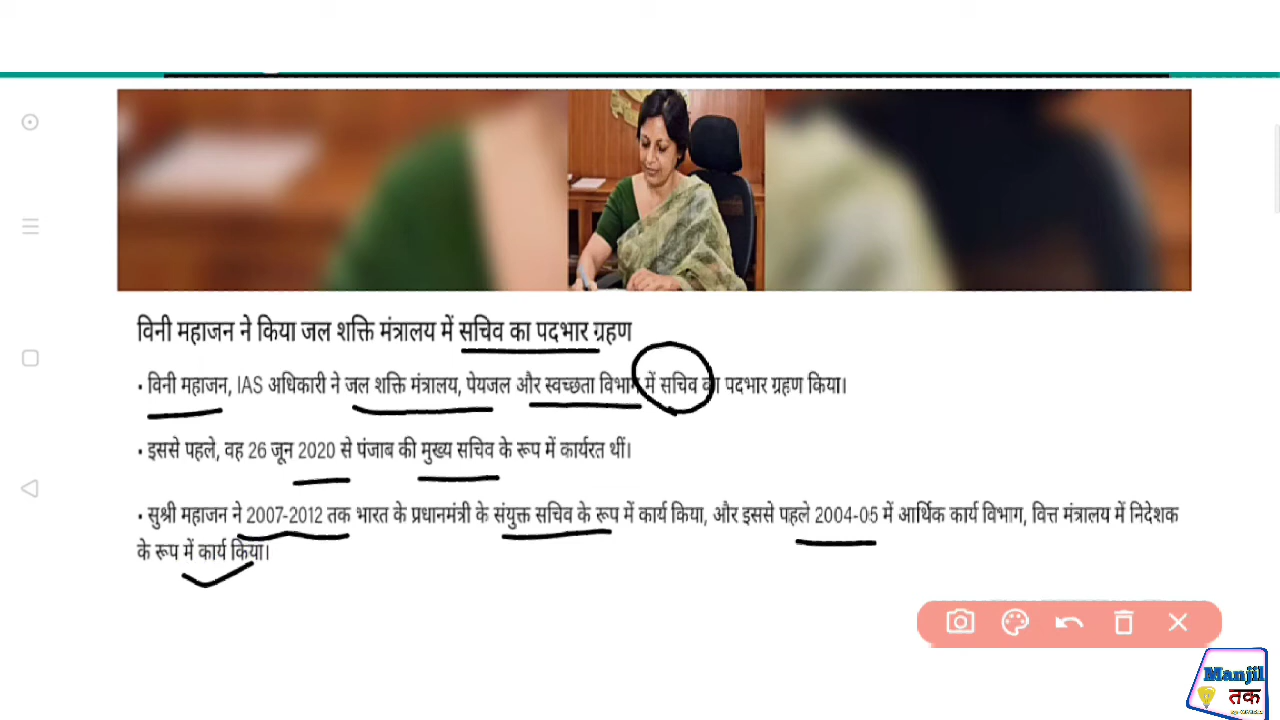 विनी महाजन ने किया जल शक्ति मंत्रालय में सचिव का पदभार ग्रहण
• विनी महाजन, IAS अधिकारी ने जल शक्ति मंत्रालय, पेयजल और स्वच्छता विभाग में सचिव का पदभार ग्रहण किया।
• इससे पहले, वह 26 जून 2020 से पंजाब की मुख्य सचिव के रूप में कार्यरत थीं।
• सुश्री महाजन ने 2007-2012 तक भारत के प्रधानमंत्री के संयुक्त सचिव के रूप में कार्य किया, और इससे पहले 2004-05 में आर्थिक कार्य विभाग, वित्त मंत्रालय में निदेशक
के रूप में कार्य किया।
Manjil
तक